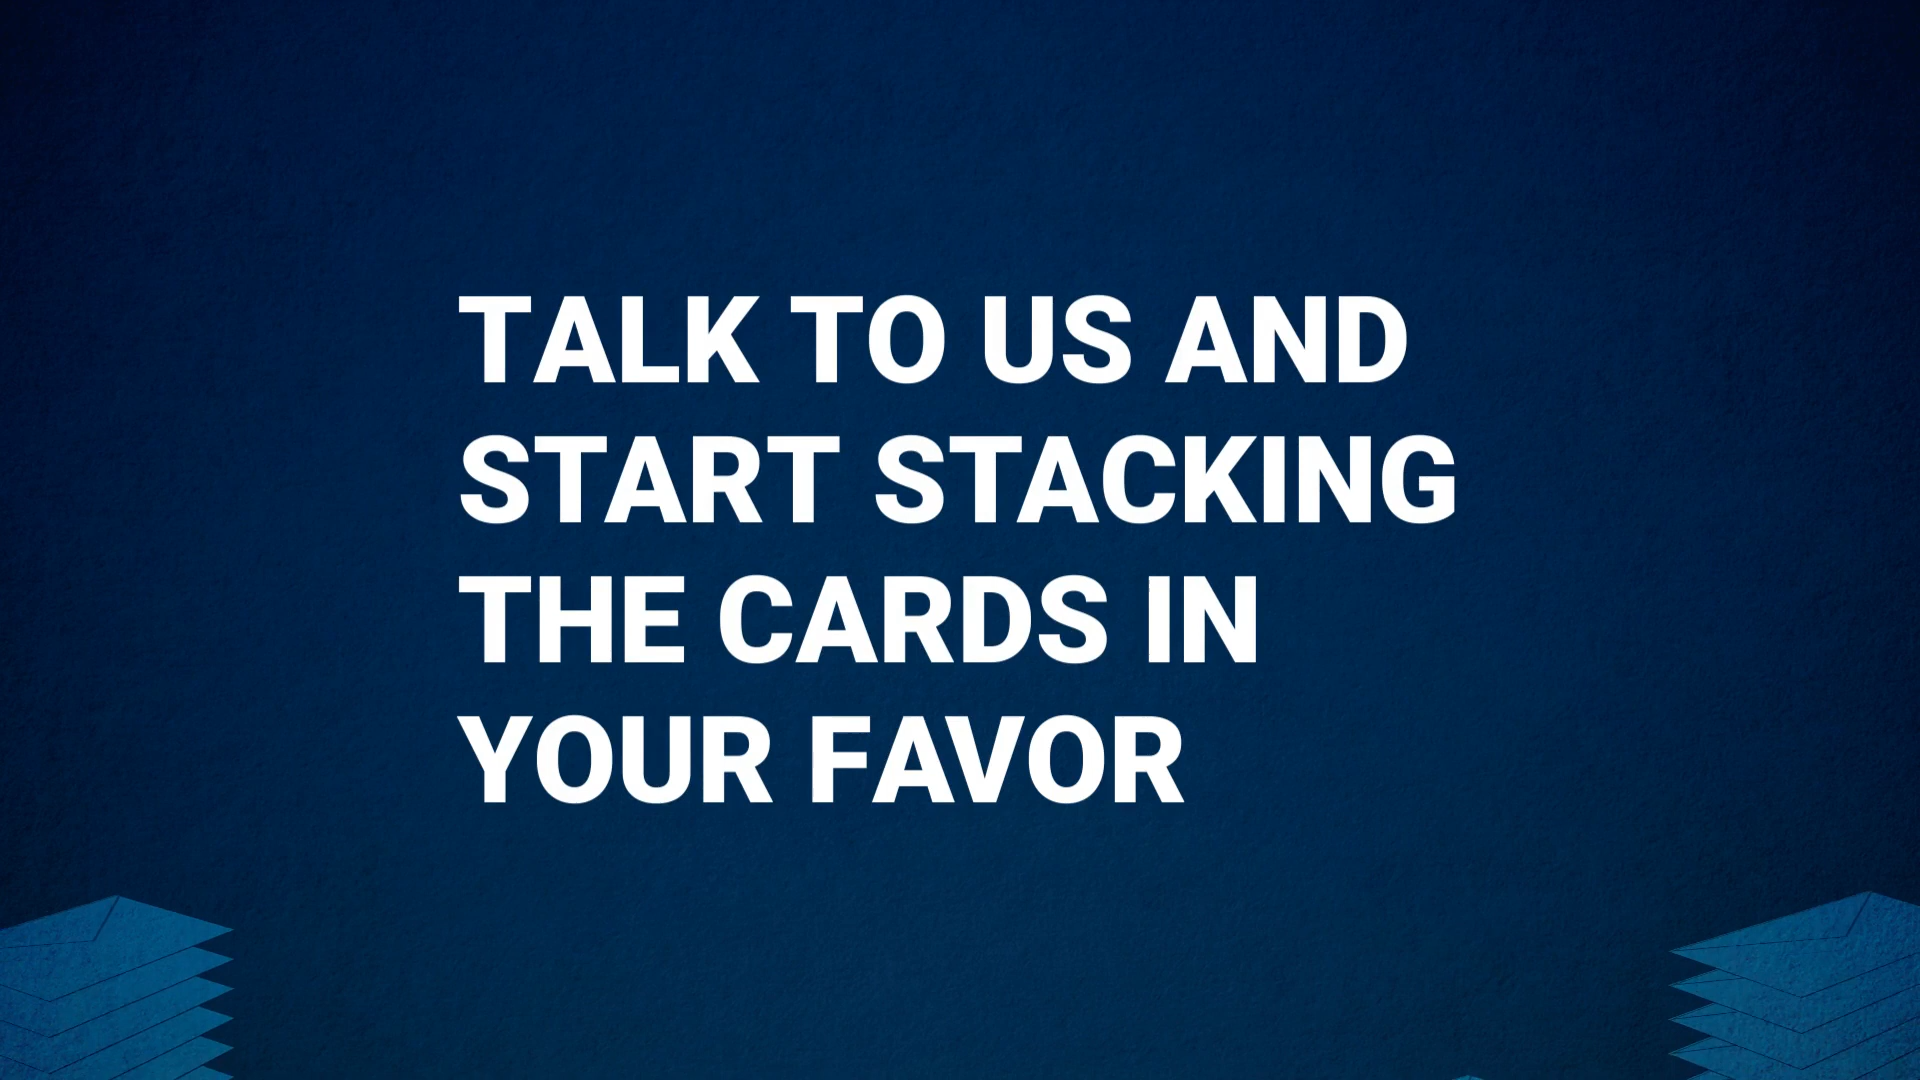 TALK TO US AND
START STACKING
THE CARDS IN
YOUR FAVOR